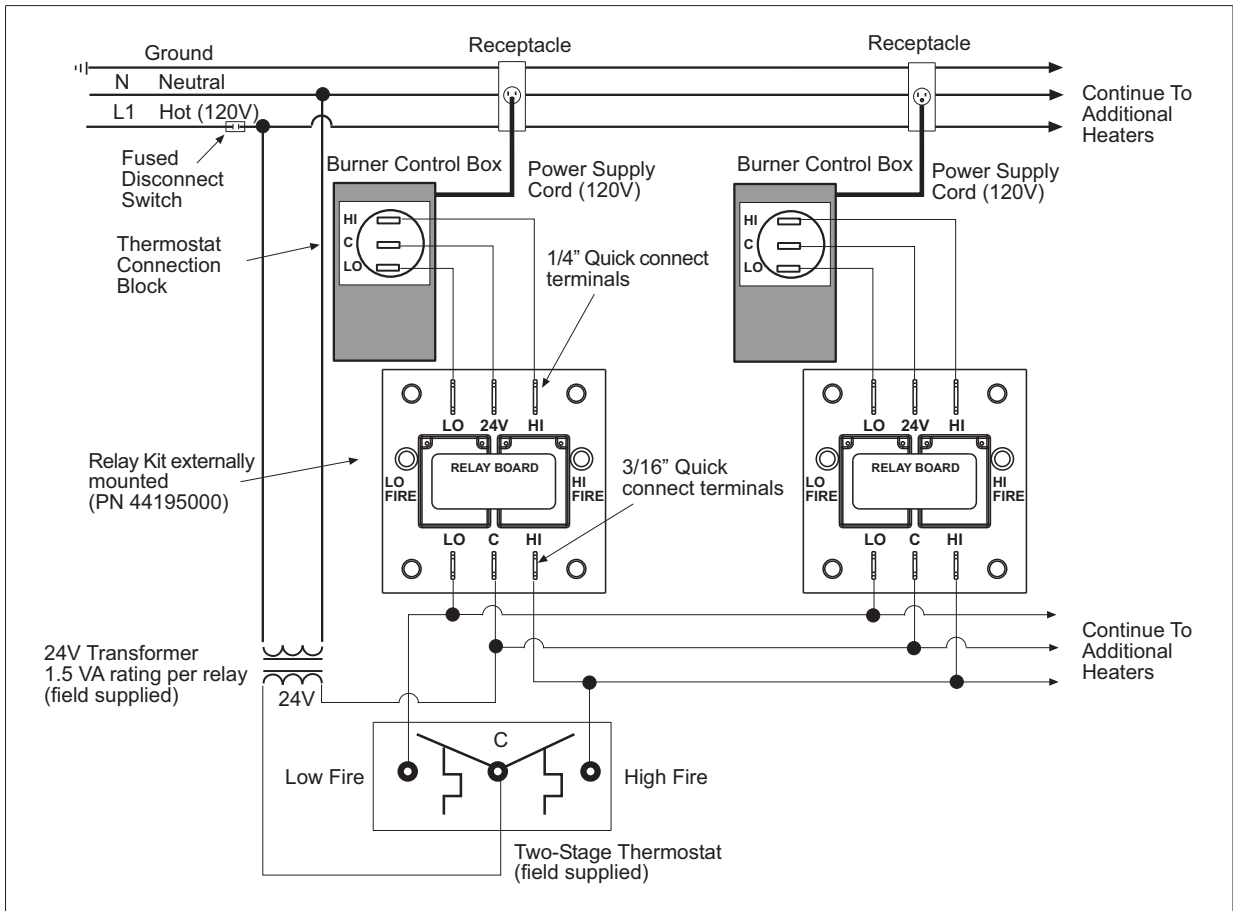 Receptacle
Receptacle
Ground
N Neutral
L1 Hot (120V)
Continue To
Additional
Heaters
Fused
Disconnect
Switch
Burner Control Box
Power Supply
Cord (120V)
Burner Control Box
Power Supply
Cord (120V)
Thermostat
Connection
Block
HI
C
LO
HI
C
LO
1/4” Quick connect
terminals
LO 24V HI
LO 24V HI
Relay Kit externally
mounted
(PN 44195000)
RELAY BOARD
LO
FIRE
HI
FIRE
3/16” Quick
connect terminals
RELAY BOARD
LO
FIRE
HI
FIRE
LO C HI
LO C HI
Continue To
Additional
Heaters
24V Transformer
1.5 VA rating per relay
(field supplied)
24V
C
Low Fire
High Fire
Two-Stage Thermostat
(field supplied)